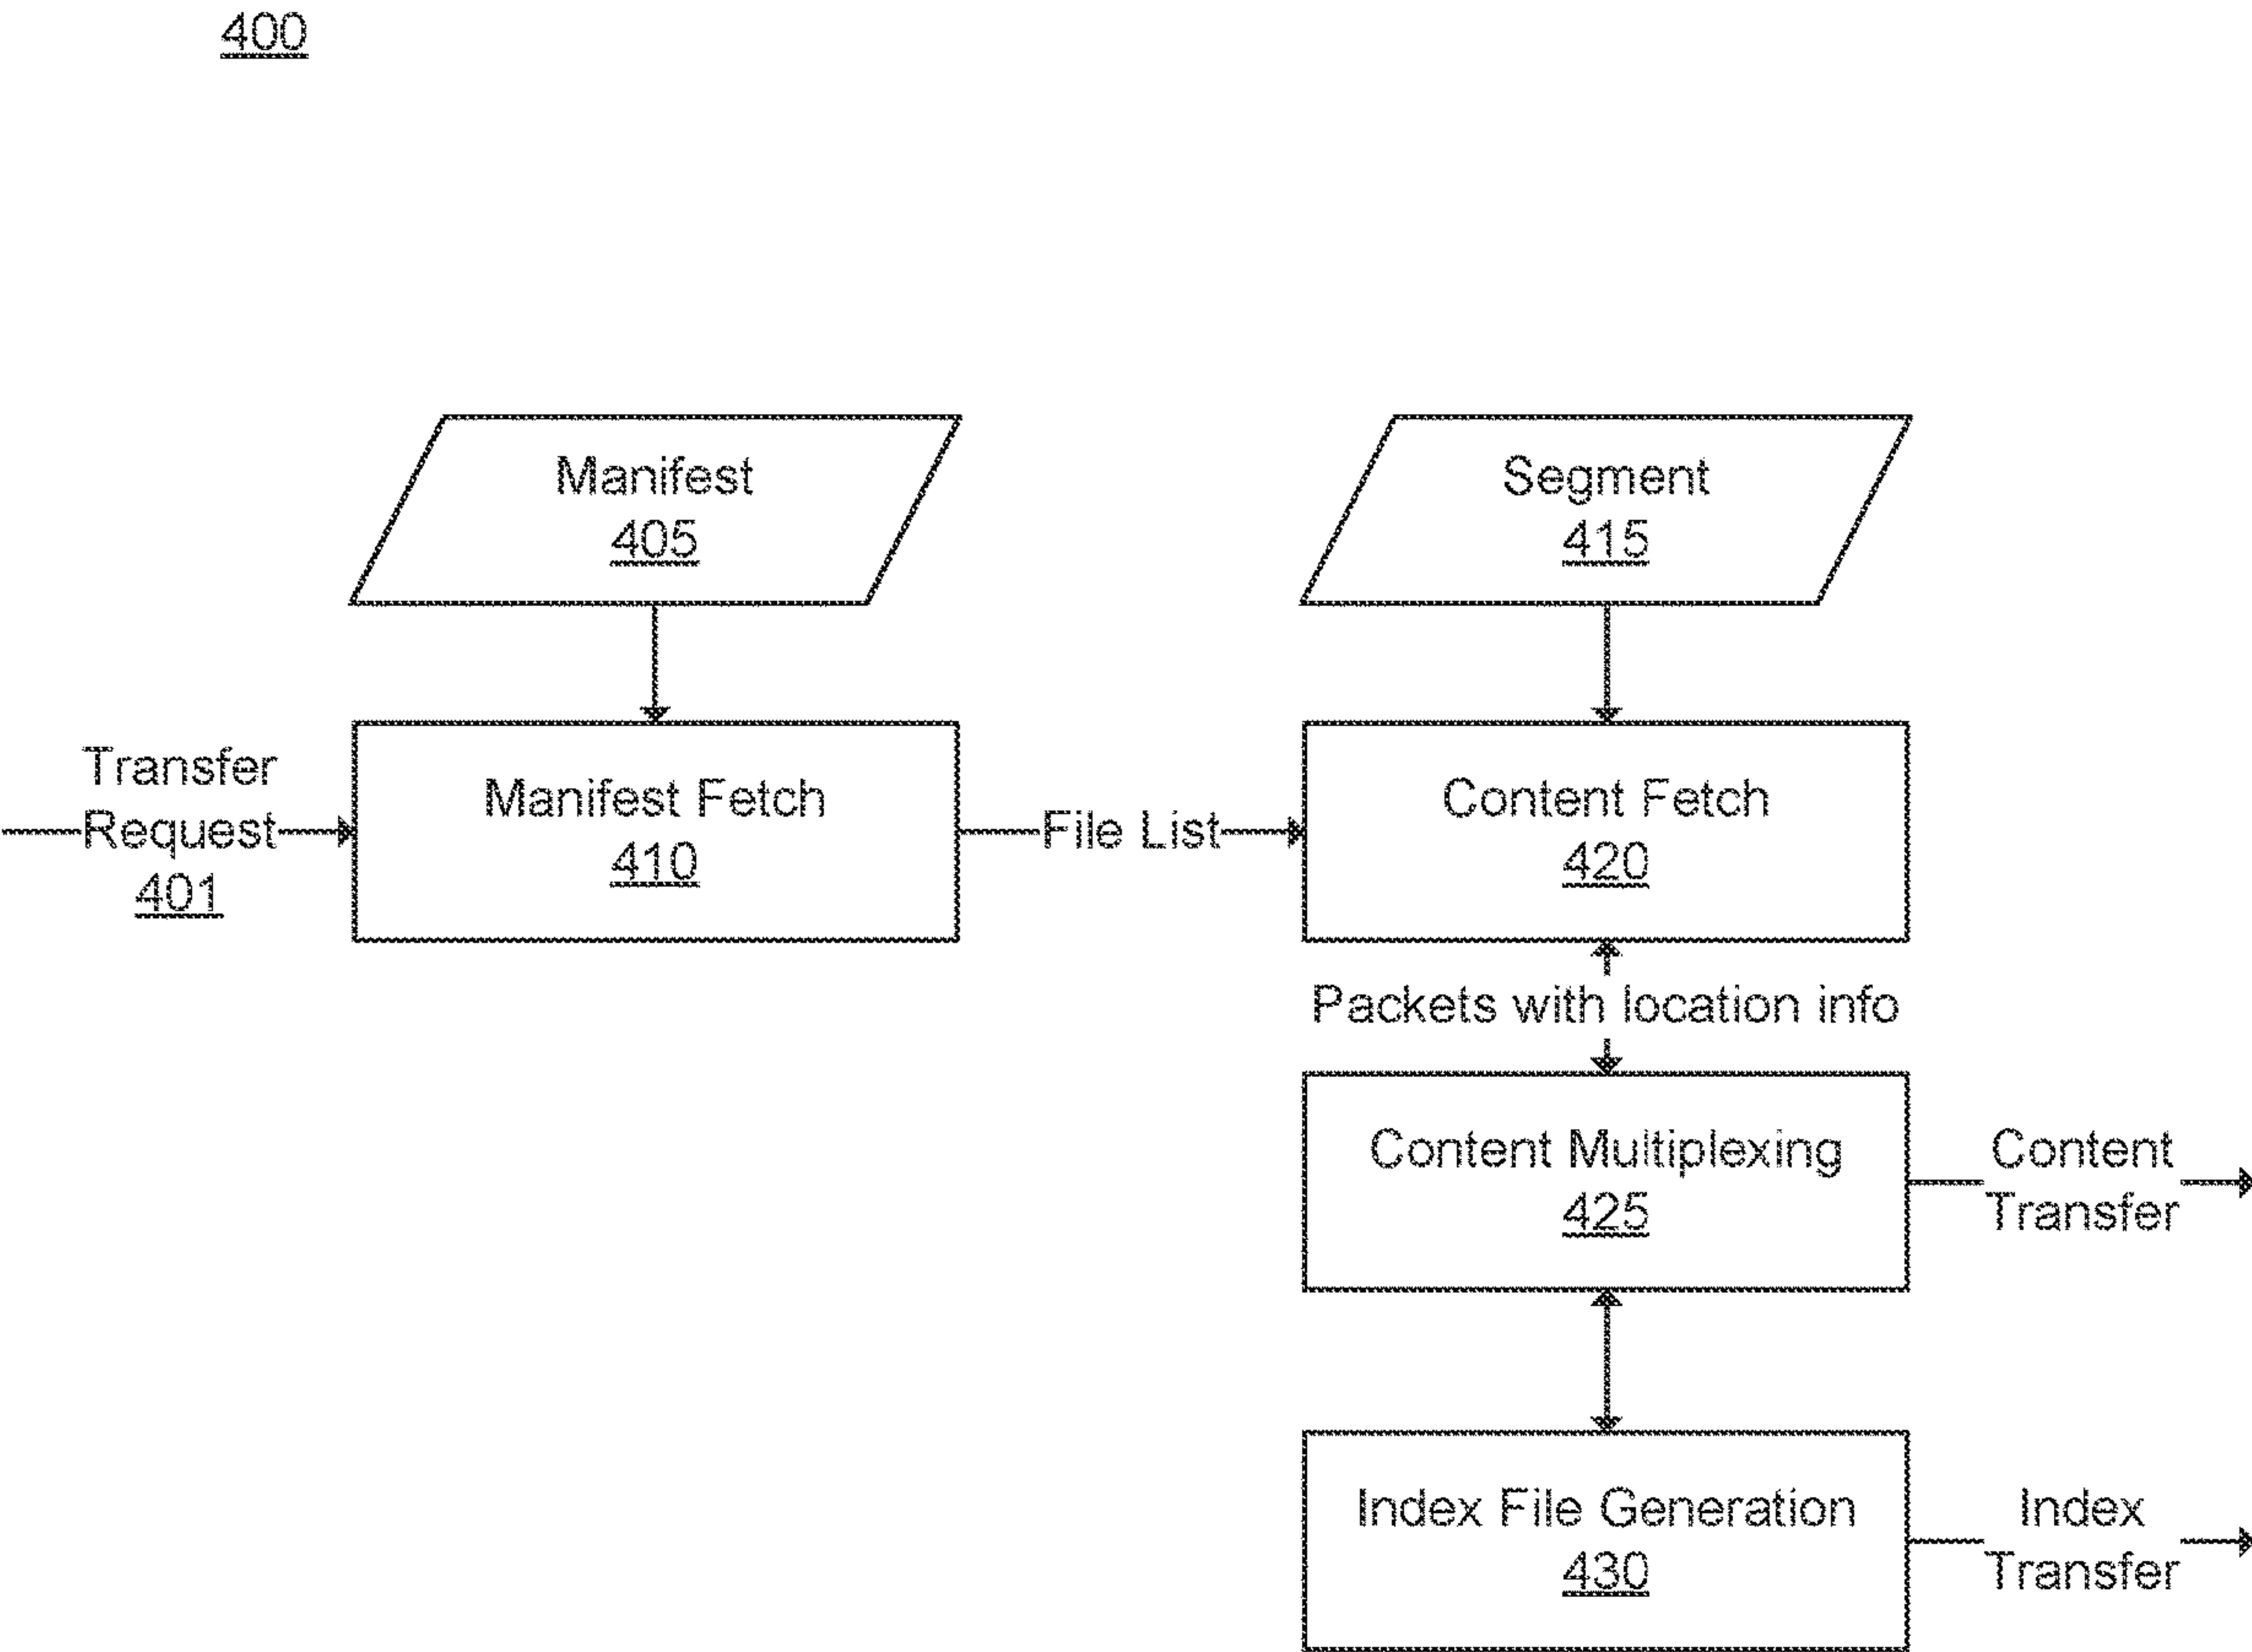 400
Manifest
405
Segment
415
Transfer
Request
401
Manifest Fetch
410
File List
Content Fetch
420
Packets with location info
Content Multiplexing
425
Content
Transfer
Index File Generation
430
Index
Transfer